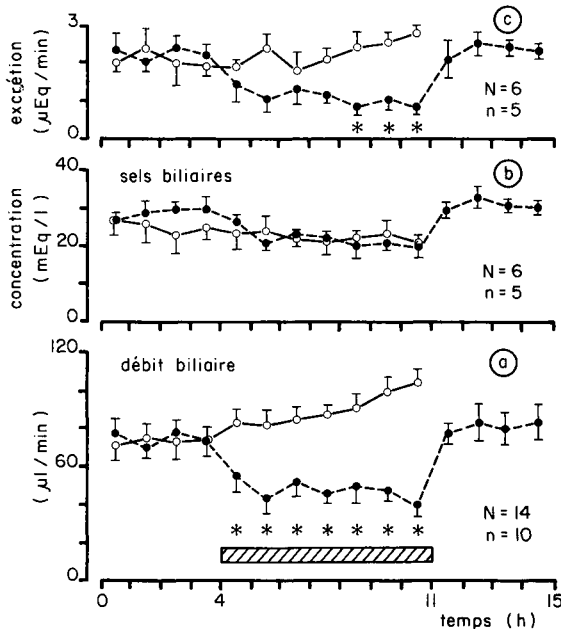 3
0
excrétion
(µEq/min)
c
N = 6
n = 5
* * *
40
20
0
concentration
(mEq/l)
sels biliaires
b
N = 6
n = 5
120
60
0
(µl/min)
débit biliaire
a
N = 14
n = 10
* * * * * * *
0 4 11 15
temps (h)